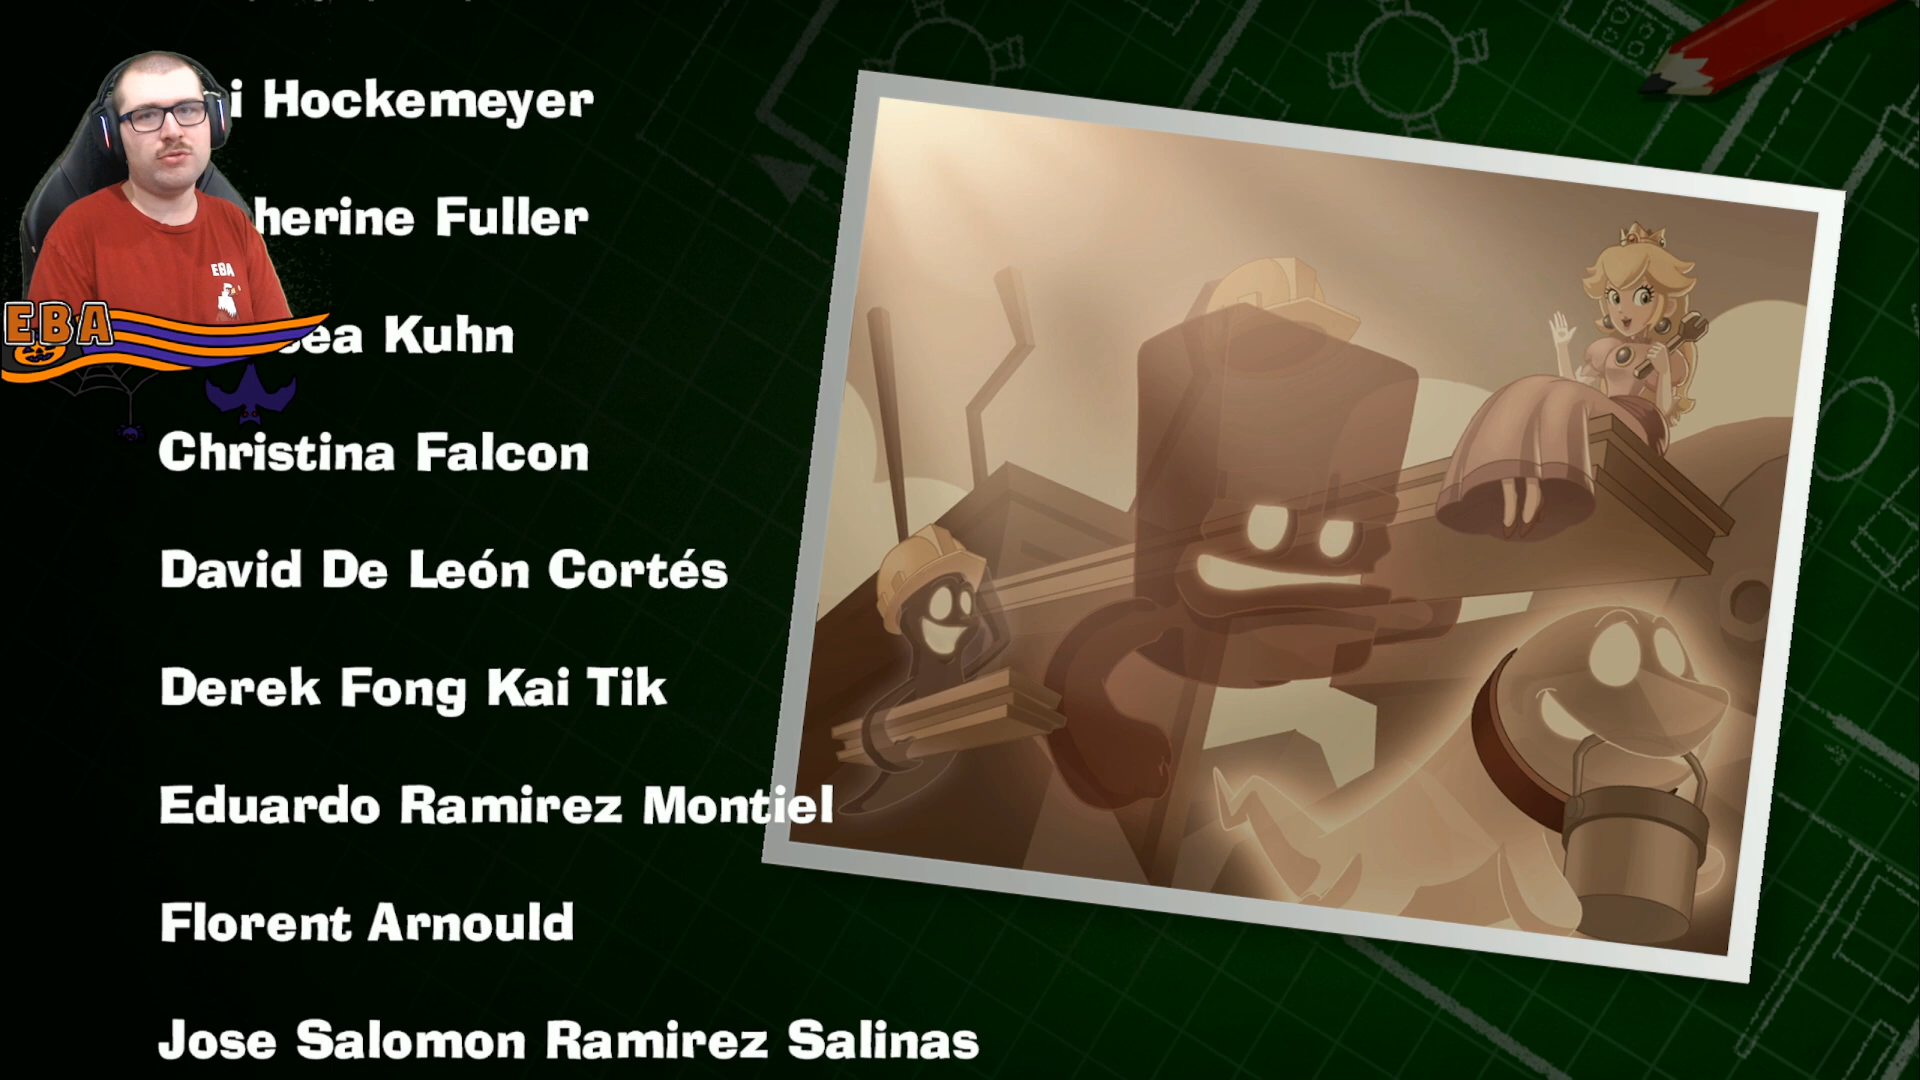 Hockemeyer
Fuller
Kuhn
Christina Falcon
David De León Cortés
Derek Fong Kai Tik
Eduardo Ramirez Montiel
Florent Arnould
Jose Salomon Ramirez Salinas
EBA
EBA